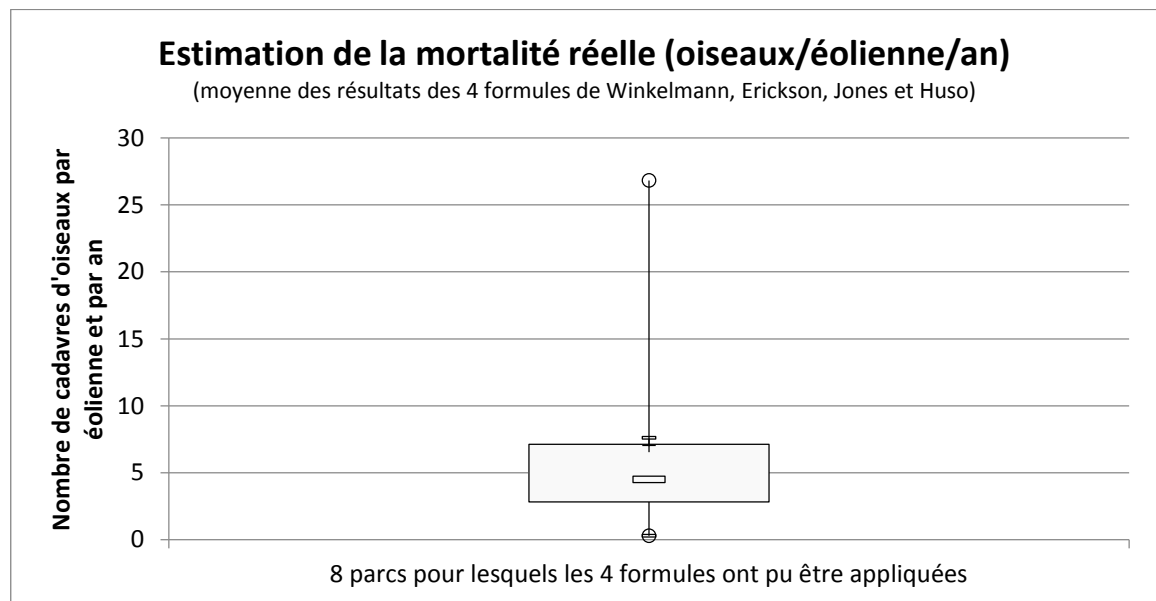 Estimation de la mortalité réelle (oiseaux/éolienne/an)
(moyenne des résultats des 4 formules de Winkelmann, Erickson, Jones et Huso)
Nombre de cadavres d'oiseaux par
éolienne et par an
30
25
20
15
10
5
0
8 parcs pour lesquels les 4 formules ont pu être appliquées